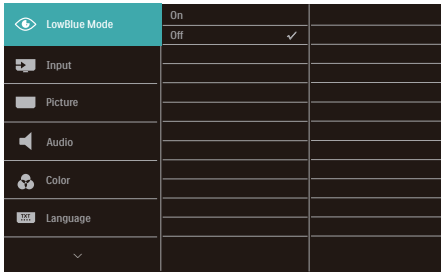 LowBlue Mode
On
Off
Input
Picture
Audio
Color
TXT
Language